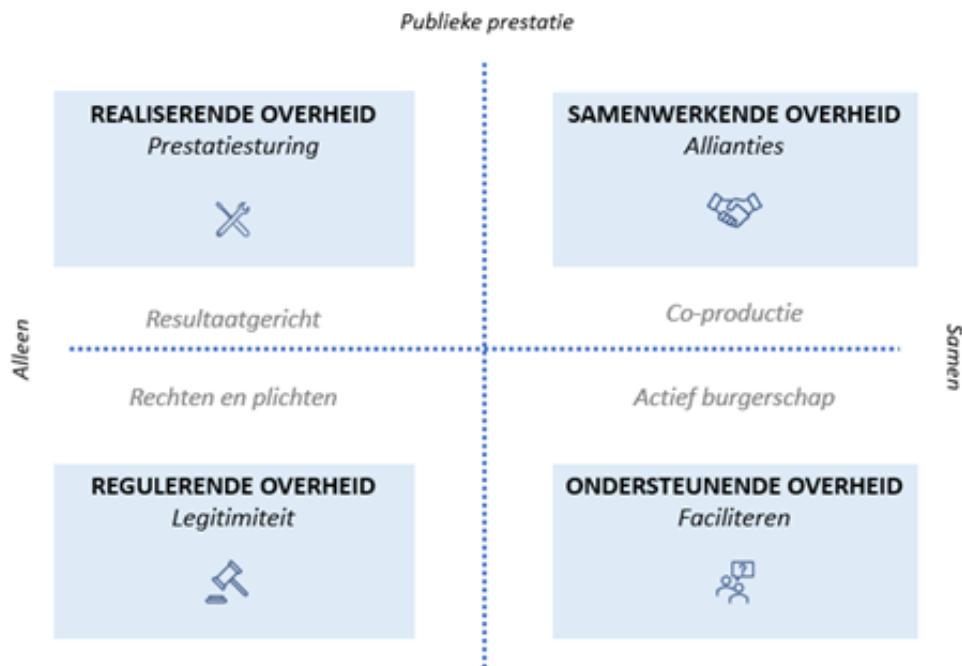 Publieke prestatie
REALISERENDE OVERHEID
Prestatiesturing
SAMENWERKENDE OVERHEID
Allianties
Resultaatgericht
Co-productie
Alleen
Samen
Rechten en plichten
Actief burgerschap
REGULERENDE OVERHEID
Legitimiteit
ONDERSTEUNENDE OVERHEID
Faciliteren
?